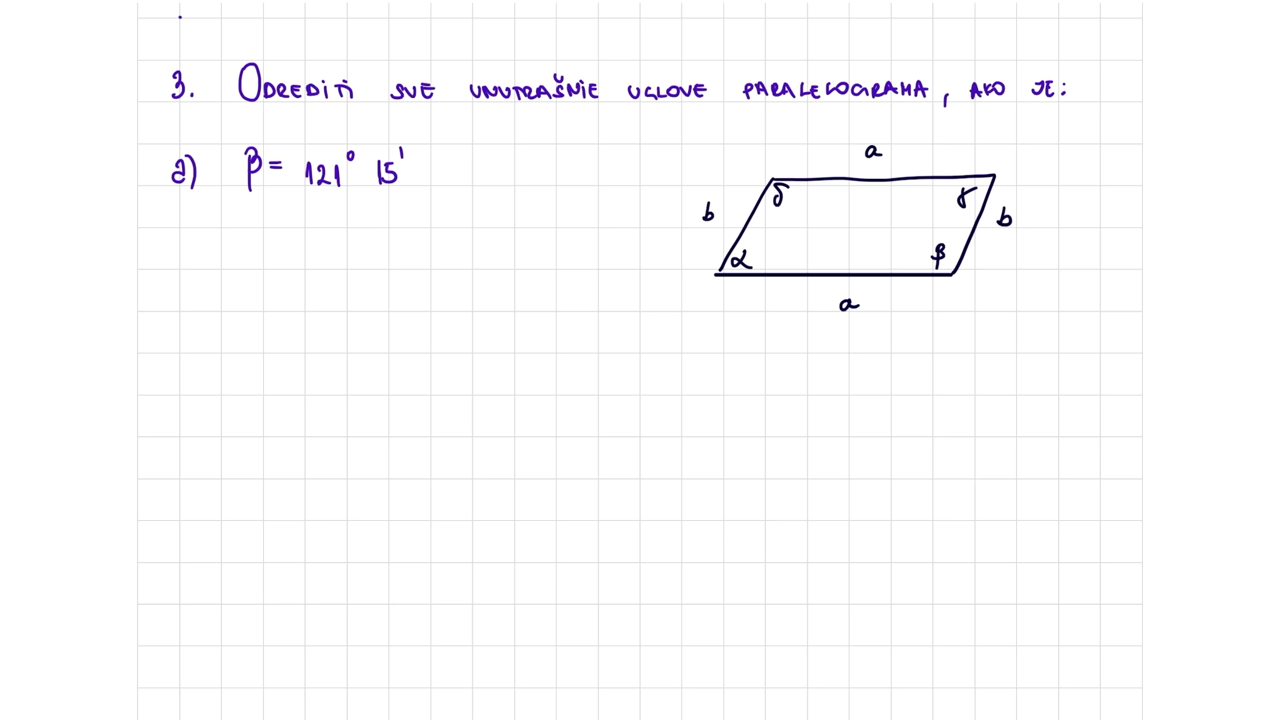 3. ODREDITI SVE UNUTRAŠNJE UGLOVE PARALELOGRAMA, AKO JE:
a) β = 121° 15'
a
δ γ
b b
α β
a